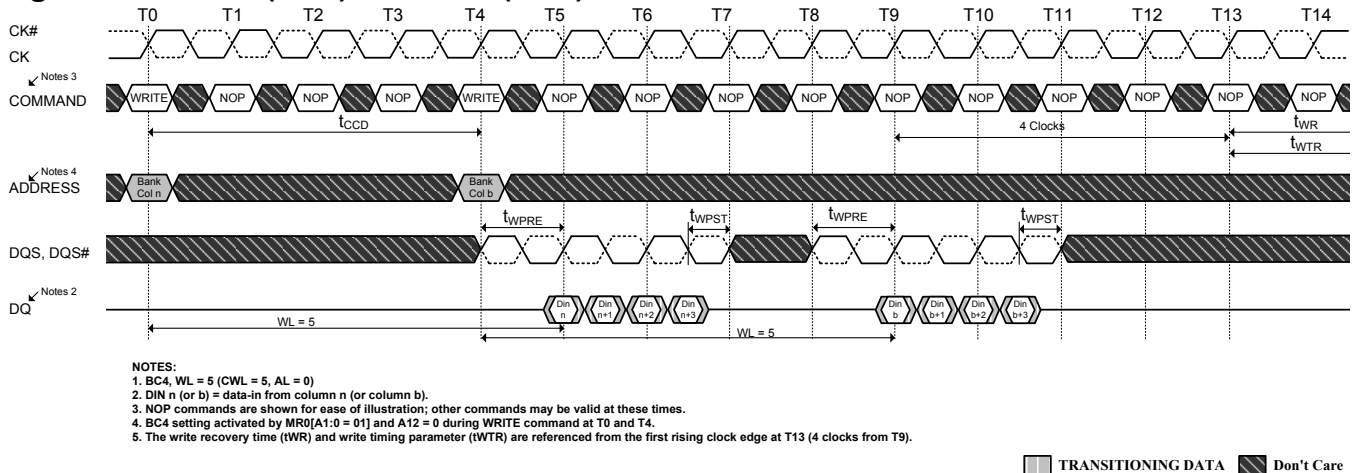 T0 T1 T2 T3 T4 T5 T6 T7 T8 T9 T10 T11 T12 T13 T14
CK#
CK
Notes 3
COMMAND WRITE NOP NOP NOP WRITE NOP NOP NOP NOP NOP NOP NOP NOP NOP NOP
tCCD 4 Clocks tWR
tWTR
Notes 4
ADDRESS
Bank Col n
Bank Col b
tWPRE tWPST tWPRE tWPST
DQS, DQS#
Notes 2
DQ
Din n
Din n+1
Din n+2
Din n+3
Din b
Din b+1
Din b+2
Din b+3
WL = 5
WL = 5
NOTES:
1. BC4, WL = 5 (CWL = 5, AL = 0)
2. DIN n (or b) = data-in from column n (or column b).
3. NOP commands are shown for ease of illustration; other commands may be valid at these times.
4. BC4 setting activated by MR0[A1:0 = 01] and A12 = 0 during WRITE command at T0 and T4.
5. The write recovery time (tWR) and write timing parameter (tWTR) are referenced from the first rising clock edge at T13 (4 clocks from T9).
TRANSITIONING DATA Don't Care